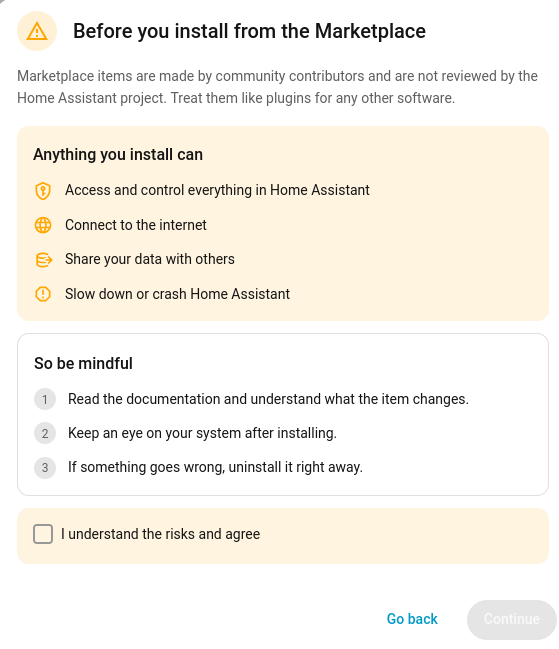 Before you install from the Marketplace
Marketplace items are made by community contributors and are not reviewed by the
Home Assistant project. Treat them like plugins for any other software.
Anything you install can
Access and control everything in Home Assistant
Connect to the internet
Share your data with others
Slow down or crash Home Assistant
So be mindful
1 Read the documentation and understand what the item changes.
2 Keep an eye on your system after installing.
3 If something goes wrong, uninstall it right away.
I understand the risks and agree
Go back Continue